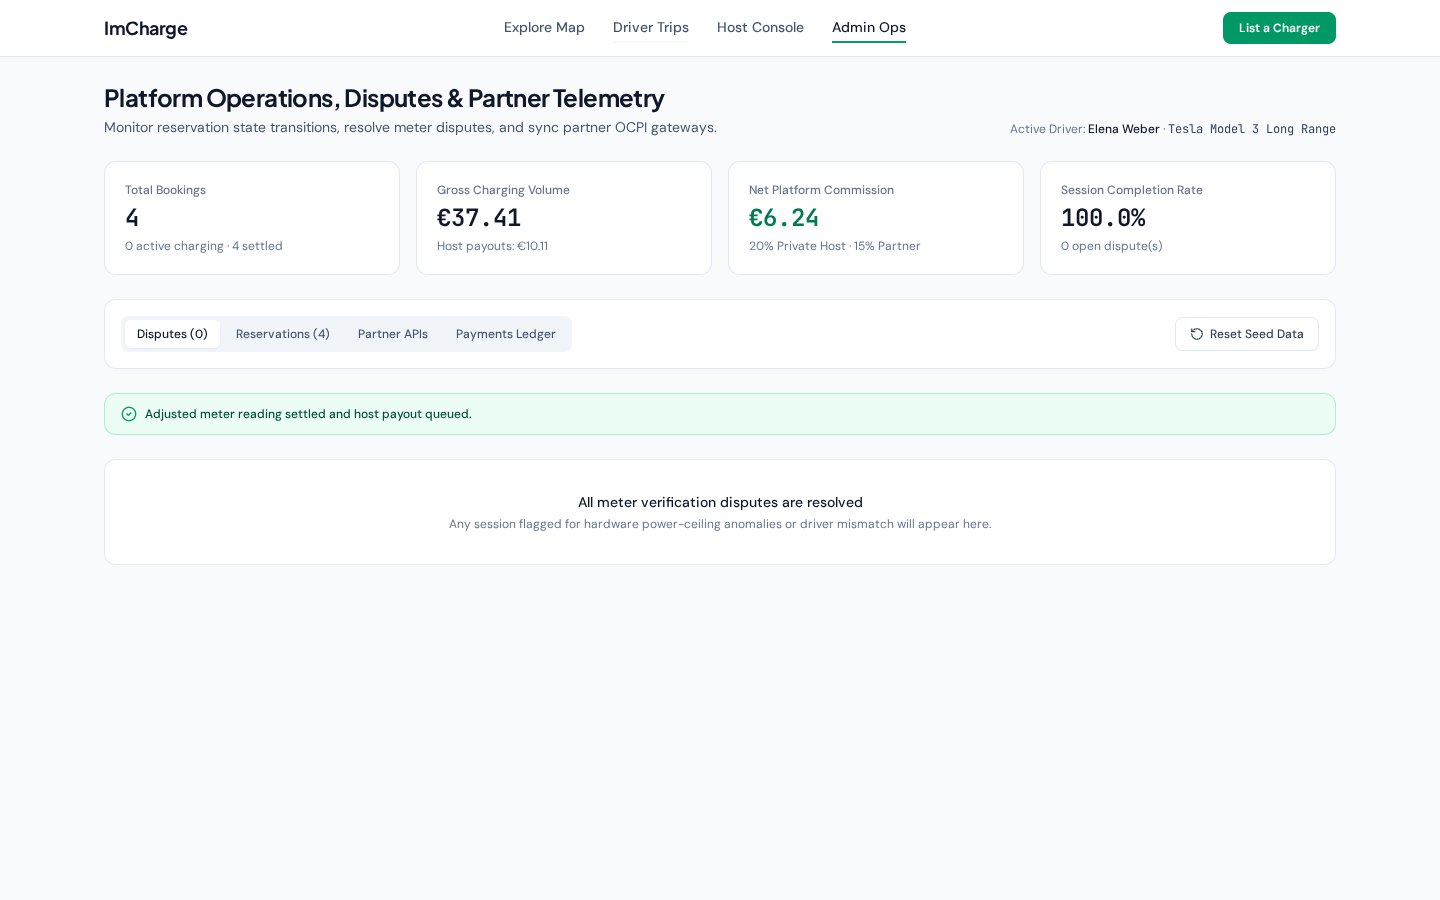 ImCharge
Explore Map
Driver Trips
Host Console
Admin Ops
List a Charger
Platform Operations, Disputes & Partner Telemetry
Monitor reservation state transitions, resolve meter disputes, and sync partner OCPI gateways.
Active Driver: Elena Weber · Tesla Model 3 Long Range
Total Bookings
4
0 active charging · 4 settled
Gross Charging Volume
€37.41
Host payouts: €10.11
Net Platform Commission
€6.24
20% Private Host · 15% Partner
Session Completion Rate
100.0%
0 open dispute(s)
Disputes (0)
Reservations (4)
Partner APIs
Payments Ledger
Reset Seed Data
Adjusted meter reading settled and host payout queued.
All meter verification disputes are resolved
Any session flagged for hardware power-ceiling anomalies or driver mismatch will appear here.